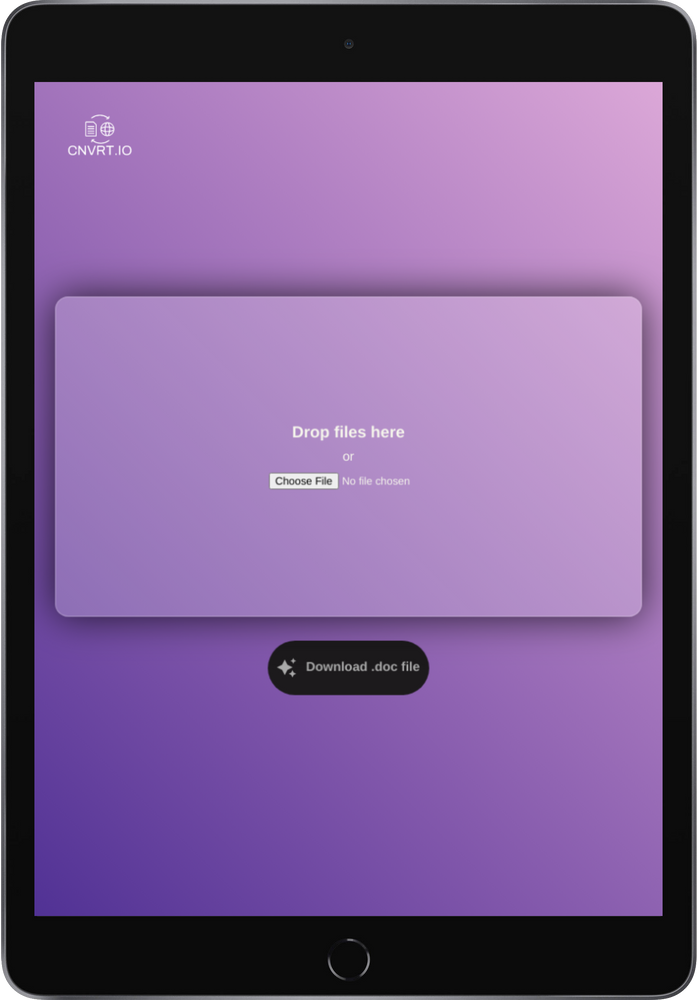 CNVRT.IO
Drop files here
or
Choose File No file chosen
Download .doc file